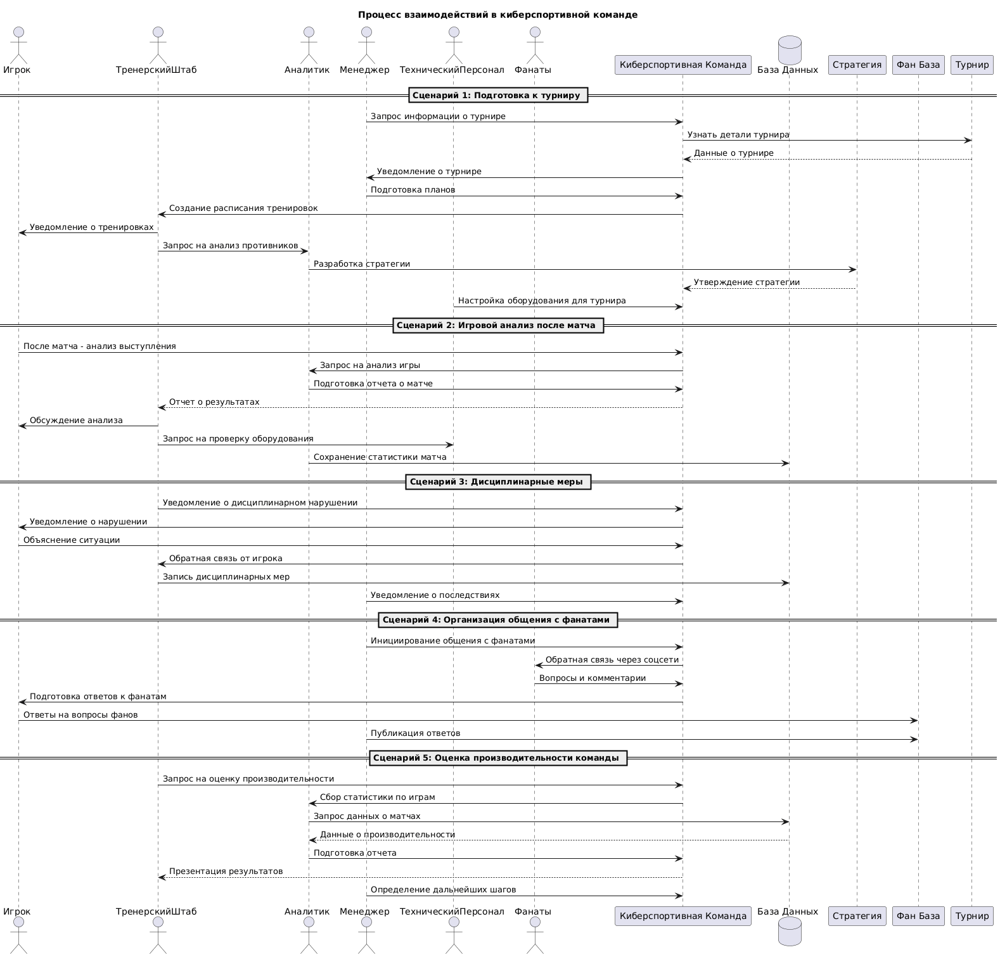 Процесс взаимодействий в киберспортивной команде
Игрок
ТренерскийШтаб
Аналитик
Менеджер
ТехническийПерсонал
Фанаты
Киберспортивная Команда
База Данных
Стратегия
Фан База
Турнир
Сценарий 1: Подготовка к турниру
Запрос информации о турнире
Узнать детали турнира
Данные о турнире
Уведомление о турнире
Подготовка планов
Создание расписания тренировок
Уведомление о тренировках
Запрос на анализ противников
Разработка стратегии
Утверждение стратегии
Настройка оборудования для турнира
Сценарий 2: Игровой анализ после матча
После матча - анализ выступления
Запрос на анализ игры
Подготовка отчета о матче
Отчет о результатах
Обсуждение анализа
Запрос на проверку оборудования
Сохранение статистики матча
Сценарий 3: Дисциплинарные меры
Уведомление о дисциплинарном нарушении
Уведомление о нарушении
Объяснение ситуации
Обратная связь от игрока
Запись дисциплинарных мер
Уведомление о последствиях
Сценарий 4: Организация общения с фанатами
Инициирование общения с фанатами
Обратная связь через соцсети
Вопросы и комментарии
Подготовка ответов к фанатам
Ответы на вопросы фанов
Публикация ответов
Сценарий 5: Оценка производительности команды
Запрос на оценку производительности
Сбор статистики по играм
Запрос данных о матчах
Данные о производительности
Подготовка отчета
Презентация результатов
Определение дальнейших шагов
Игрок
ТренерскийШтаб
Аналитик
Менеджер
ТехническийПерсонал
Фанаты
Киберспортивная Команда
База Данных
Стратегия
Фан База
Турнир